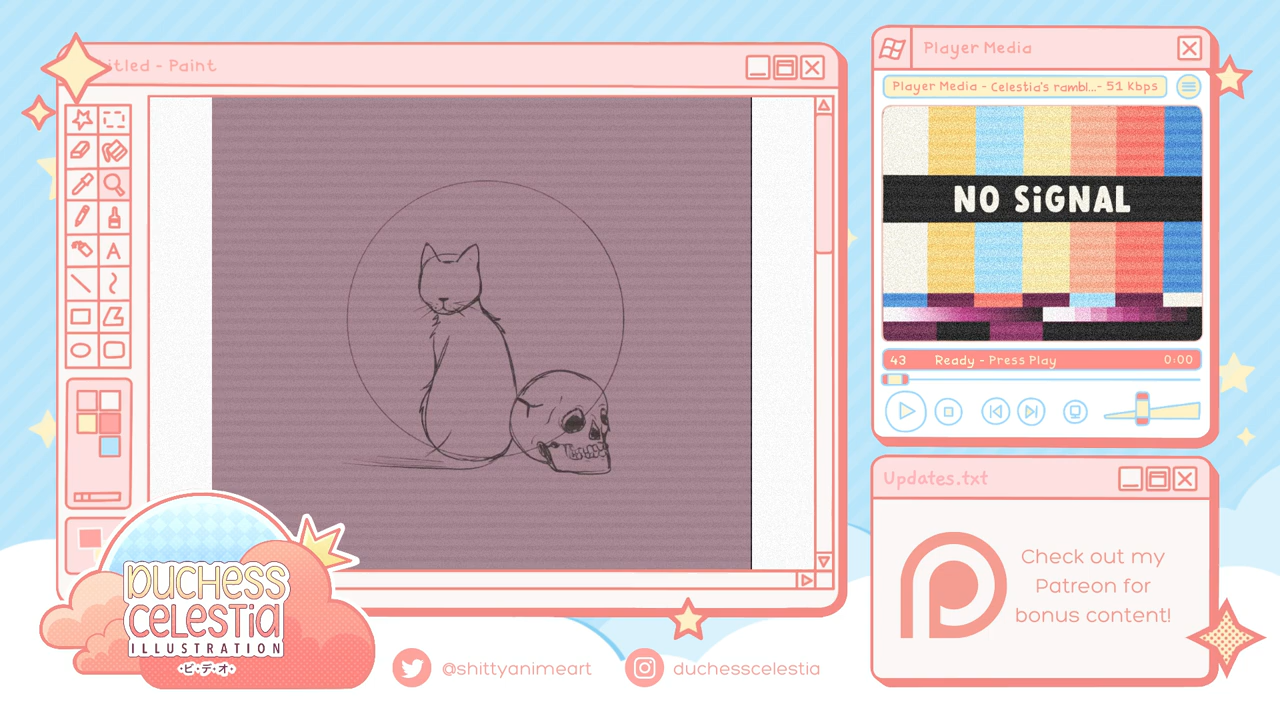 itled - Paint
A
Player Media
Player Media - Celestia's rambl...- 51 Kbps
NO SiGNAL
43 Ready - Press Play 0:00
Updates.txt
Check out my
Patreon for
bonus content!
DUCHESS
CELESTIA
ILLUSTRATION
・ビ・デ・オ・
@shittyanimeart duchesscelestia